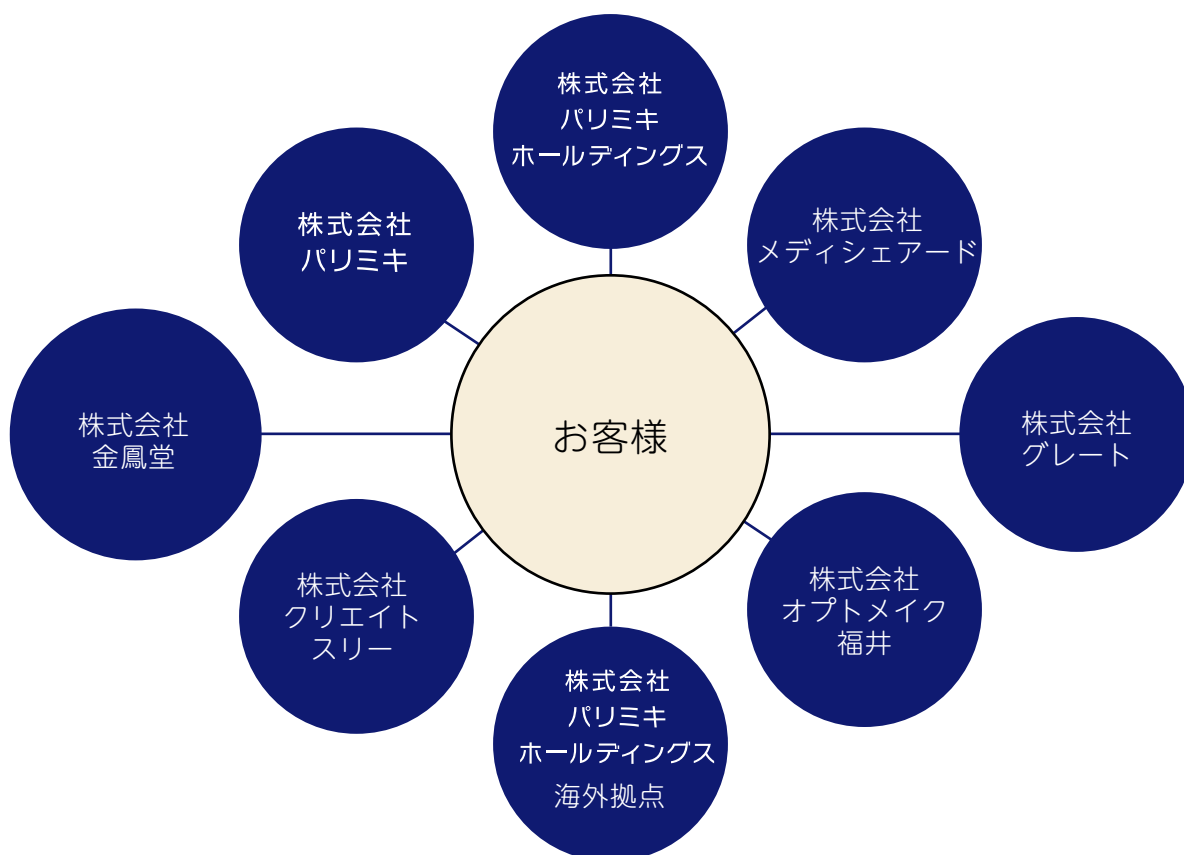 株式会社
パリミキ
ホールディングス
株式会社
パリミキ
株式会社
メディシェアード
株式会社
金鳳堂
お客様
株式会社
グレート
株式会社
クリエイト
スリー
株式会社
オプトメイク
福井
株式会社
パリミキ
ホールディングス
海外拠点